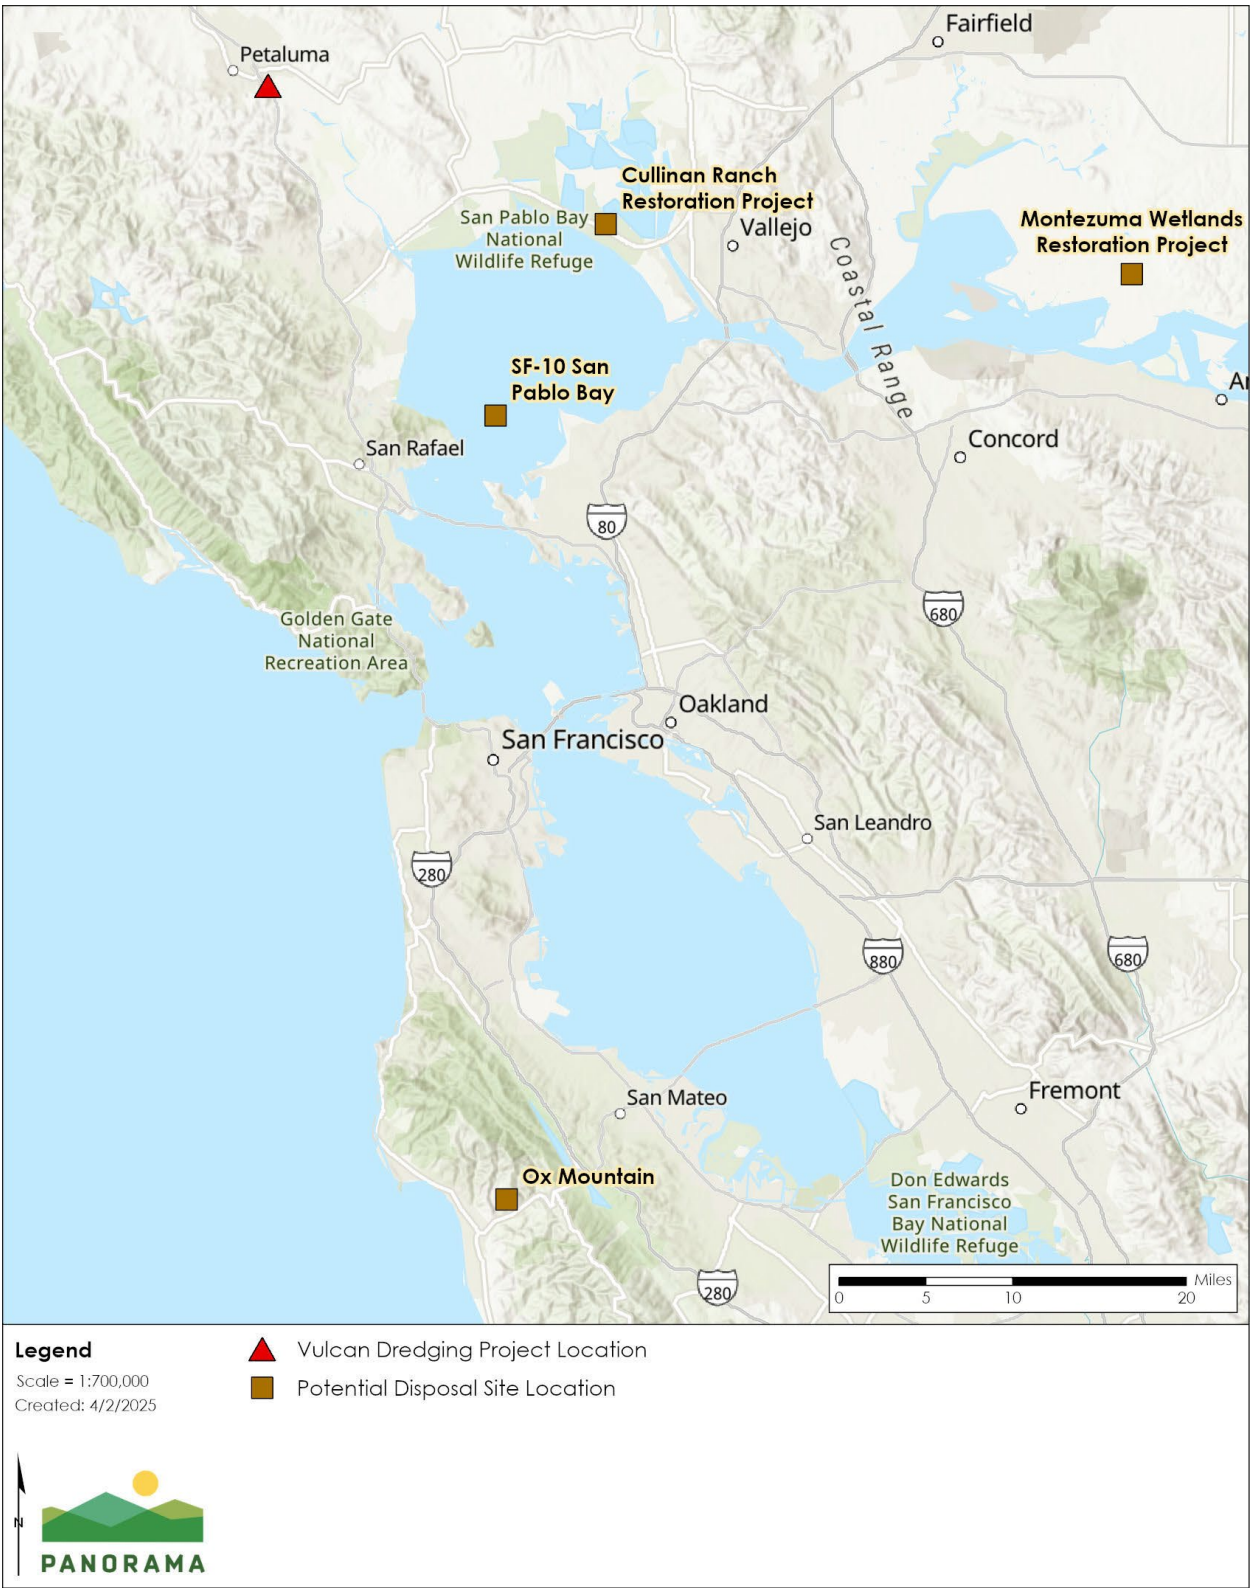 Fairfield
Petaluma
Cullinan Ranch
Restoration Project
San Pablo Bay
National
Wildlife Refuge
Vallejo
Montezuma Wetlands
Restoration Project
Coastal Range
SF-10 San
Pablo Bay
San Rafael
Concord
80
Golden Gate
National
Recreation Area
680
Oakland
San Francisco
San Leandro
280
880
680
San Mateo
Fremont
Ox Mountain
Don Edwards
San Francisco
Bay National
Wildlife Refuge
280
Miles
0 5 10 20
Legend
Scale = 1:700,000
Created: 4/2/2025
Vulcan Dredging Project Location
Potential Disposal Site Location
N
PANORAMA